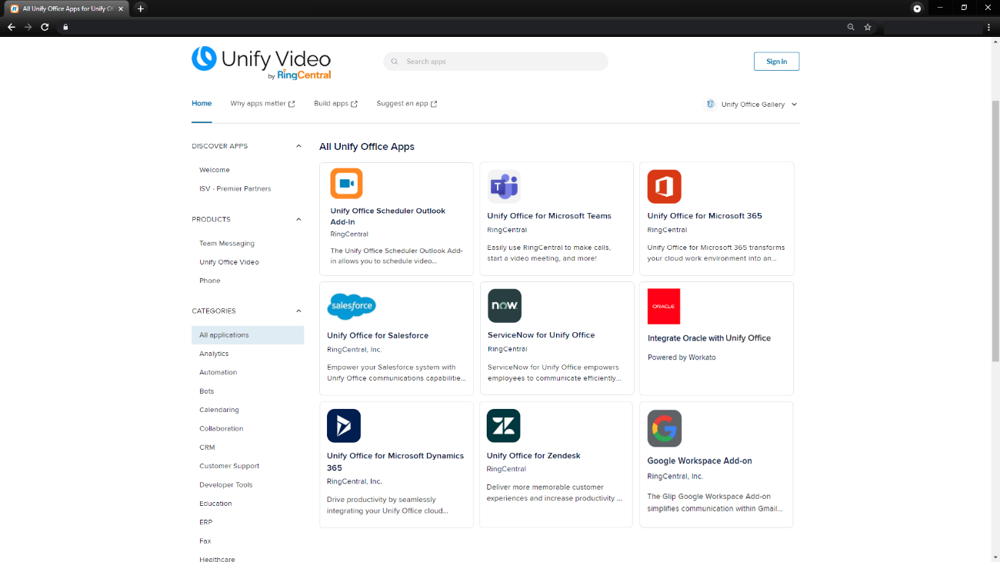 All Unify Office Apps for Unify Of
Unify Video
by RingCentral
Search apps
Sign in
Home
Why apps matter
Build apps
Suggest an app
Unify Office Gallery
DISCOVER APPS
Welcome
ISV - Premier Partners
PRODUCTS
Team Messaging
Unify Office Video
Phone
CATEGORIES
All applications
Analytics
Automation
Bots
Calendaring
Collaboration
CRM
Customer Support
Developer Tools
Education
ERP
Fax
Healthcare
All Unify Office Apps
Unify Office Scheduler Outlook
Add-In
RingCentral
The Unify Office Scheduler Outlook Add-
in allows you to schedule video...
T
Unify Office for Microsoft Teams
RingCentral
Easily use RingCentral to make calls,
start a video meeting, and more!
Unify Office for Microsoft 365
RingCentral
Unify Office for Microsoft 365 transforms
your cloud work environment into an...
salesforce
Unify Office for Salesforce
RingCentral, Inc.
Empower your Salesforce system with
Unify Office communications capabilitie...
now
ServiceNow for Unify Office
RingCentral
ServiceNow for Unify Office empowers
employees to communicate efficiently...
ORACLE
Integrate Oracle with Unify Office
Powered by Workato
Unify Office for Microsoft Dynamics
365
RingCentral, Inc.
Drive productivity by seamlessly
integrating your Unify Office cloud...
Unify Office for Zendesk
RingCentral
Deliver more memorable customer
experiences and increase productivity ...
G
Google Workspace Add-on
RingCentral, Inc.
The Glip Google Workspace Add-on
simplifies communication within Gmail...